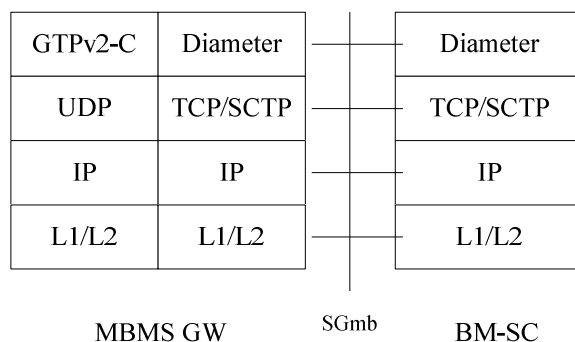 GTPv2-C Diameter Diameter
UDP TCP/SCTP TCP/SCTP
IP IP IP
L1/L2 L1/L2 L1/L2
MBMS GW SGmb BM-SC